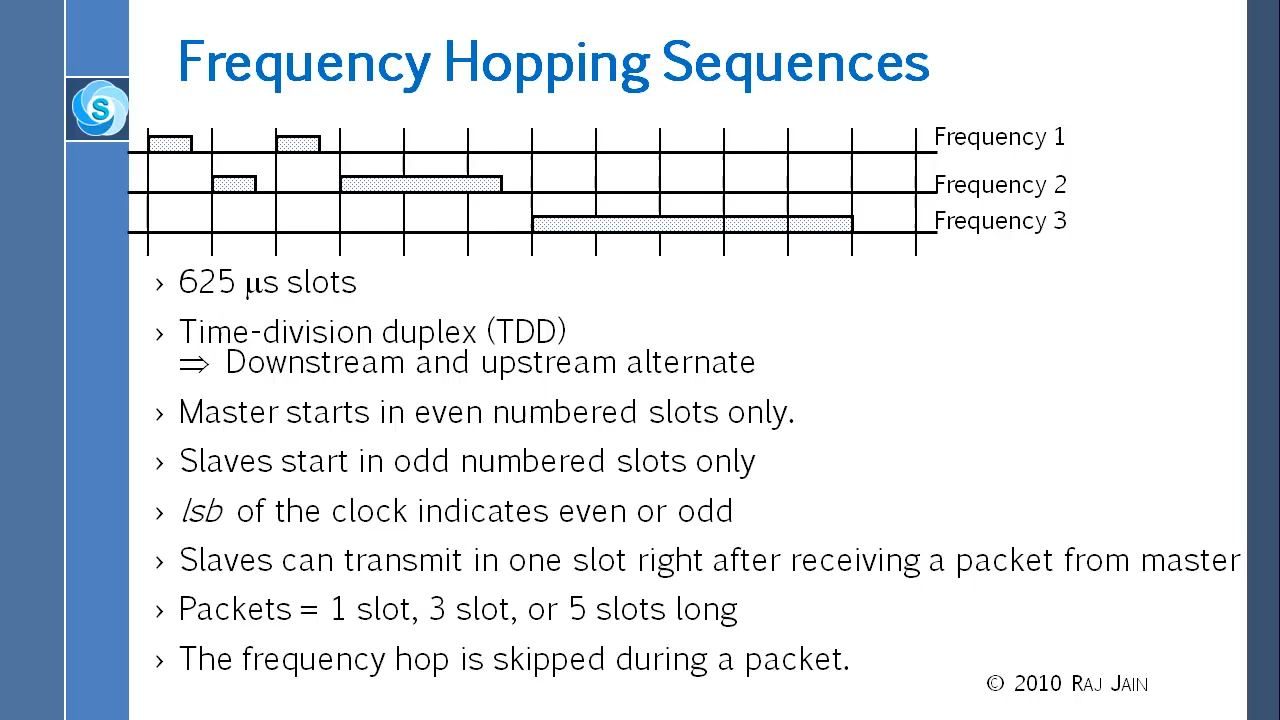 Frequency Hopping Sequences
S
Frequency 1
Frequency 2
Frequency 3
› 625 μs slots
› Time-division duplex (TDD)
⇒ Downstream and upstream alternate
› Master starts in even numbered slots only.
› Slaves start in odd numbered slots only
› lsb of the clock indicates even or odd
› Slaves can transmit in one slot right after receiving a packet from master
› Packets = 1 slot, 3 slot, or 5 slots long
› The frequency hop is skipped during a packet.
© 2010 RAJ JAIN